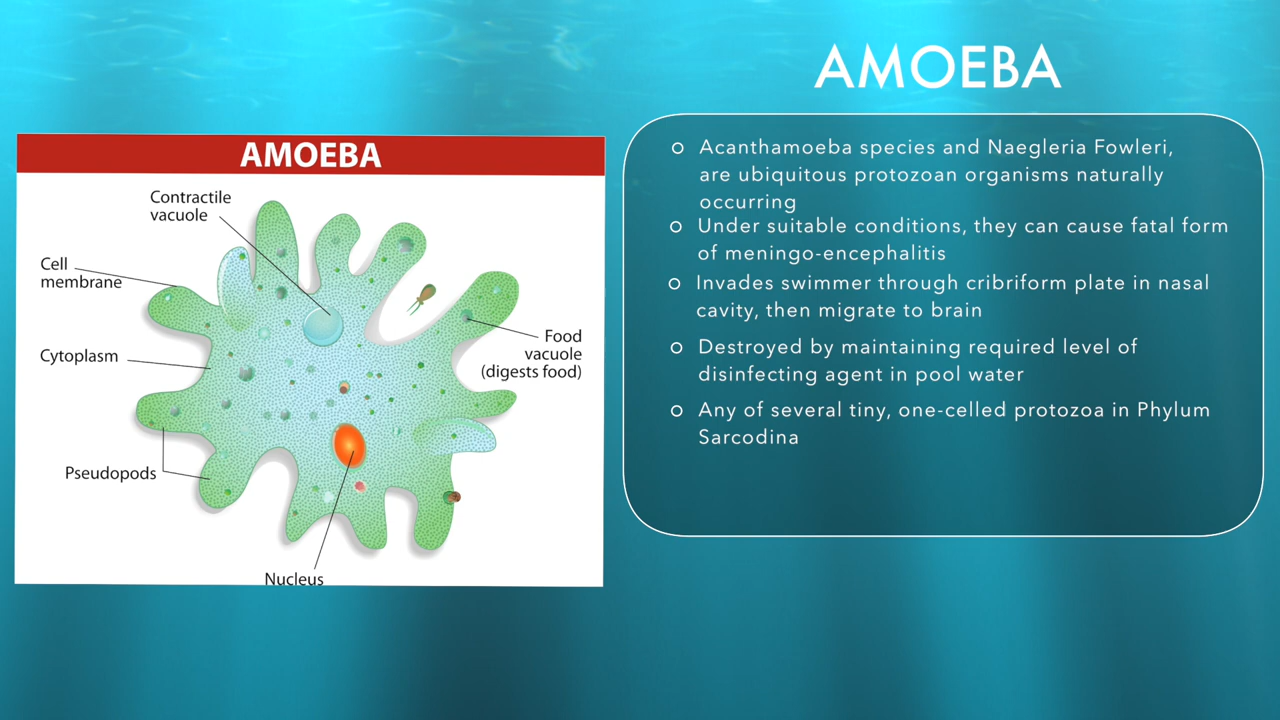 AMOEBA
AMOEBA
Contractile
vacuole
Cell
membrane
Cytoplasm
Pseudopods
Nucleus
Food
vacuole
(digests food)
Acanthamoeba species and Naegleria Fowleri,
are ubiquitous protozoan organisms naturally
occurring
Under suitable conditions, they can cause fatal form
of meningo-encephalitis
Invades swimmer through cribriform plate in nasal
cavity, then migrate to brain
Destroyed by maintaining required level of
disinfecting agent in pool water
Any of several tiny, one-celled protozoa in Phylum
Sarcodina